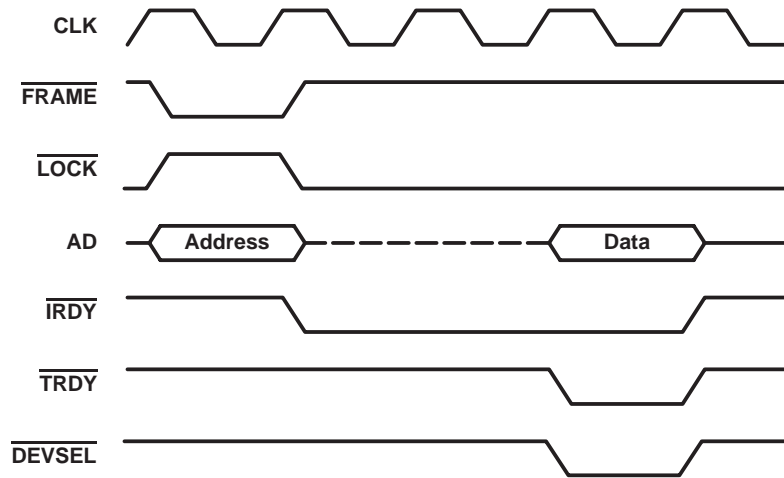 CLK
FRAME
LOCK
AD Address Data
IRDY
TRDY
DEVSEL